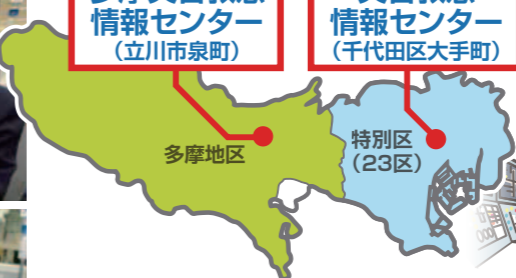 情報センター
（立川市泉町）
情報センター
（千代田区大手町）
多摩地区
特別区
（23区）